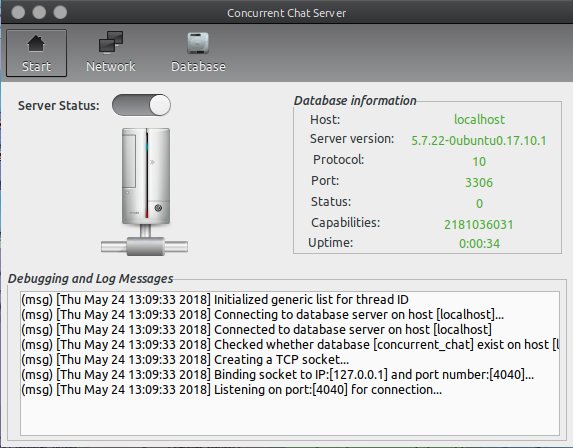 Concurrent Chat Server
Start Network Database
Server Status:
Database information
Host: localhost
Server version: 5.7.22-0ubuntu0.17.10.1
Protocol: 10
Port: 3306
Status: 0
Capabilities: 2181036031
Uptime: 0:00:34
Debugging and Log Messages
(msg) [Thu May 24 13:09:33 2018] Initialized generic list for thread ID
(msg) [Thu May 24 13:09:33 2018] Connecting to database server on host [localhost]...
(msg) [Thu May 24 13:09:33 2018] Connected to database server on host [localhost]
(msg) [Thu May 24 13:09:33 2018] Checked whether database [concurrent_chat] exist on host [l
(msg) [Thu May 24 13:09:33 2018] Creating a TCP socket...
(msg) [Thu May 24 13:09:33 2018] Binding socket to IP:[127.0.0.1] and port number:[4040]...
(msg) [Thu May 24 13:09:33 2018] Listening on port:[4040] for connection...